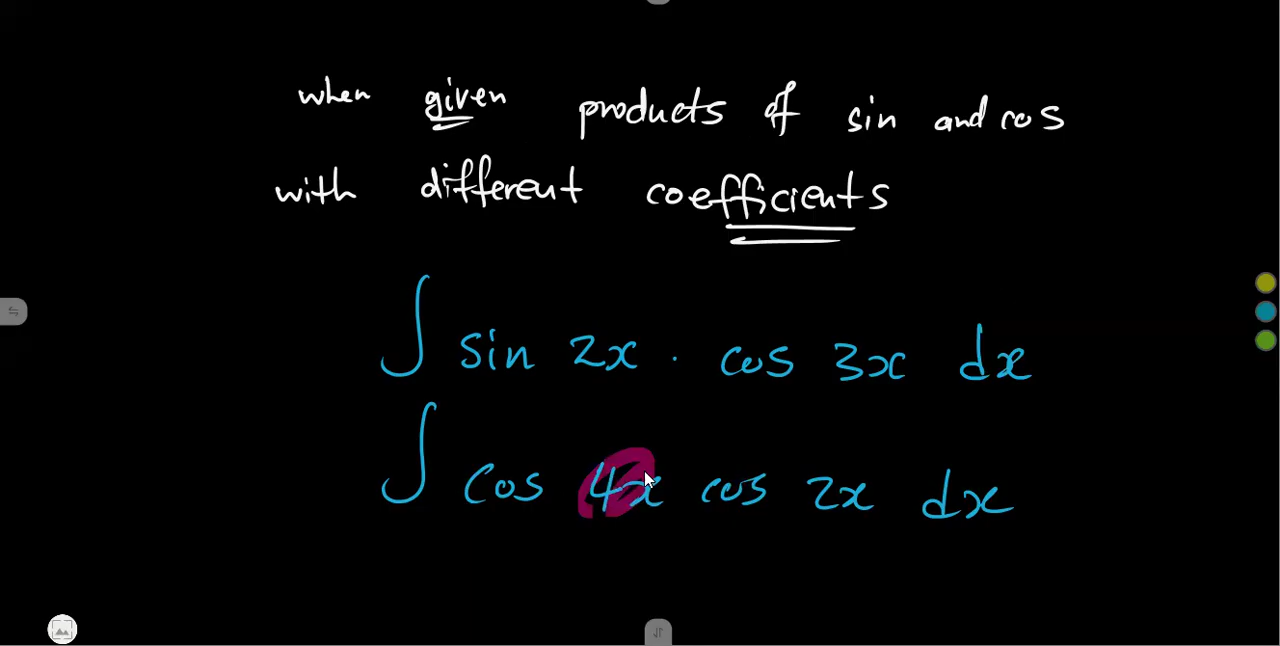 when given products of sin and cos
with different coefficients
∫ sin 2x · cos 3x dx
∫ cos 4x cos 2x dx